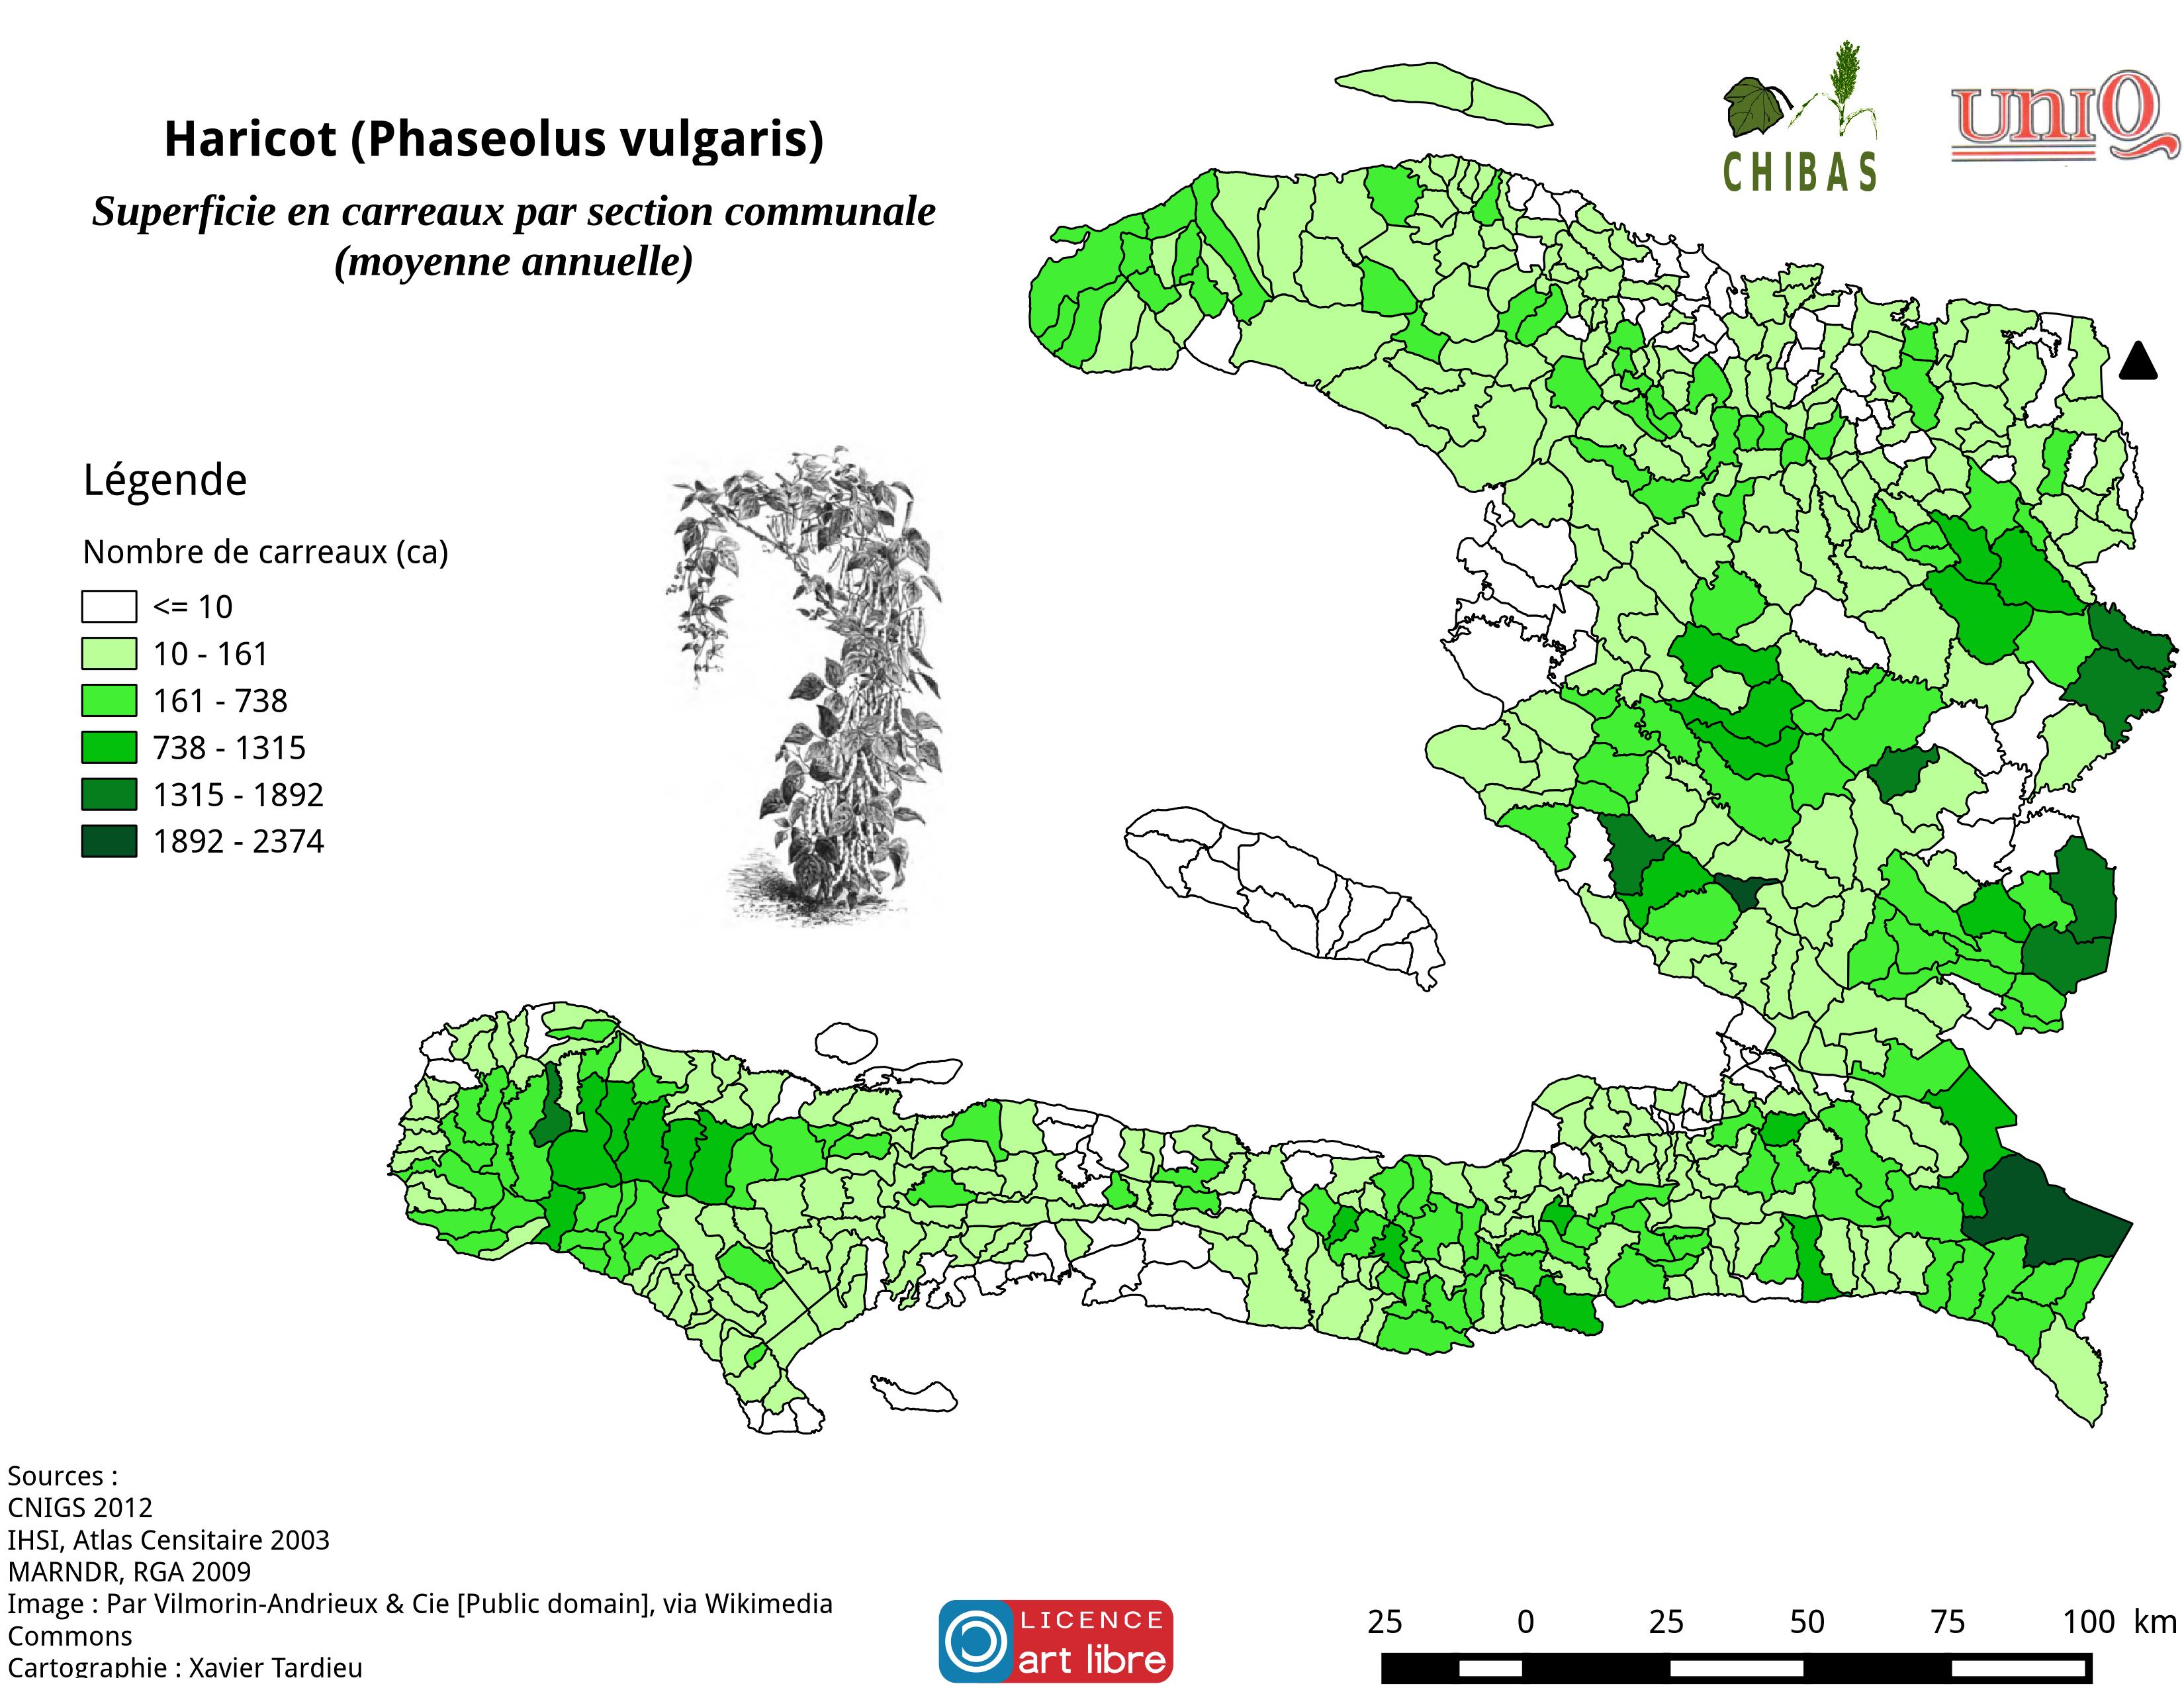 Haricot (Phaseolus vulgaris)
Superficie en carreaux par section communale
(moyenne annuelle)
CHIBAS
UNIQ
Légende
Nombre de carreaux (ca)
<= 10
10 - 161
161 - 738
738 - 1315
1315 - 1892
1892 - 2374
Sources :
CNIGS 2012
IHSI, Atlas Censitaire 2003
MARNDR, RGA 2009
Image : Par Vilmorin-Andrieux & Cie [Public domain], via Wikimedia
Commons
Cartographie : Xavier Tardieu
LICENCE
art libre
25 0 25 50 75 100 km